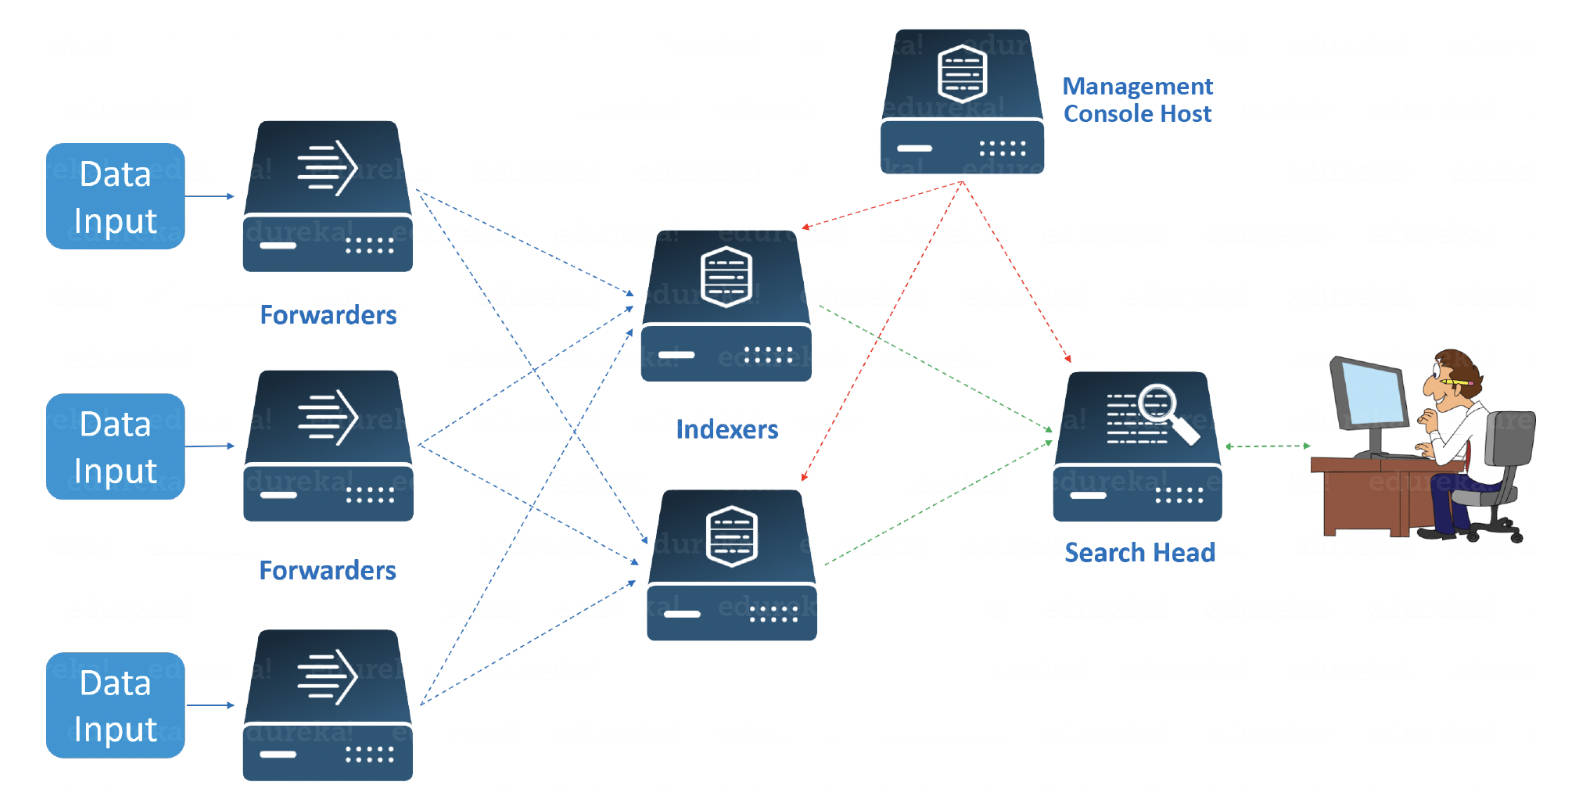 Management
Console Host
Data
Input
Forwarders
Data
Input
Indexers
Forwarders
Search Head
Data
Input
edureka!